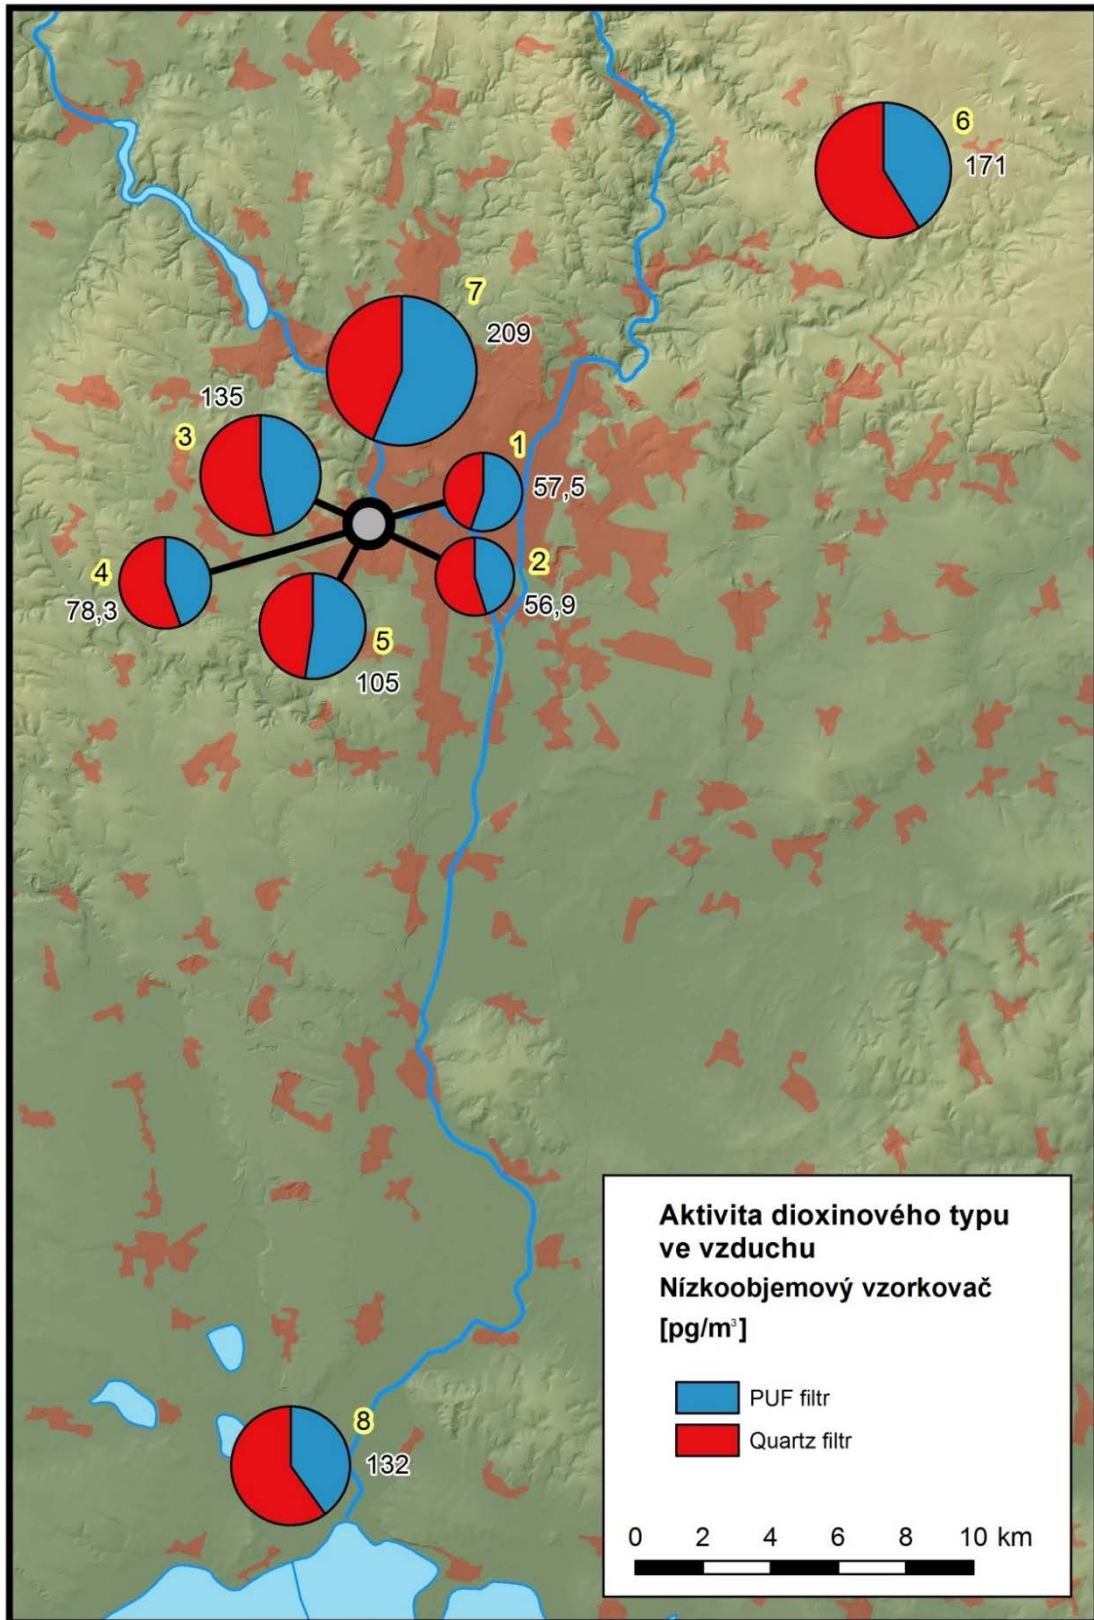 6
171
7
209
135
3
1
57,5
4
78,3
2
56,9
5
105
8
132
Aktivita dioxinového typu
ve vzduchu
Nízkoobjemový vzorkovač
[pg/m³]
PUF filtr
Quartz filtr
0 2 4 6 8 10 km